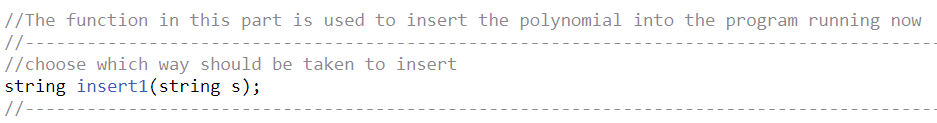 //The function in this part is used to insert the polynomial into the program running now
//-----------------------------------------------------------------------------------------
//choose which way should be taken to insert
string insert1(string s);
//-----------------------------------------------------------------------------------------